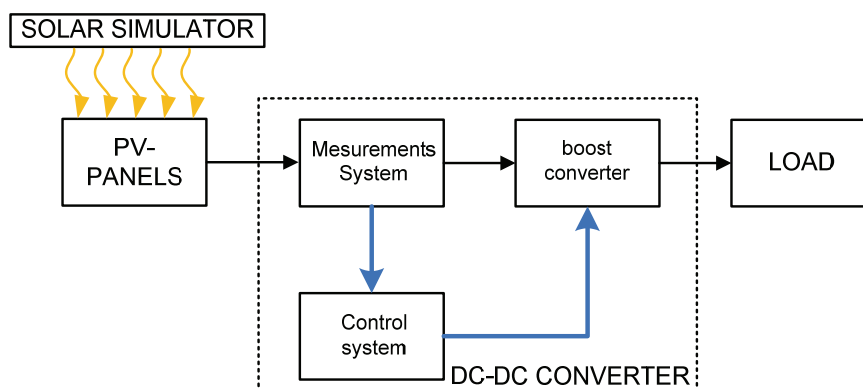 SOLAR SIMULATOR
PV-
PANELS
Mesurements
System
boost
converter
LOAD
Control
system
DC-DC CONVERTER